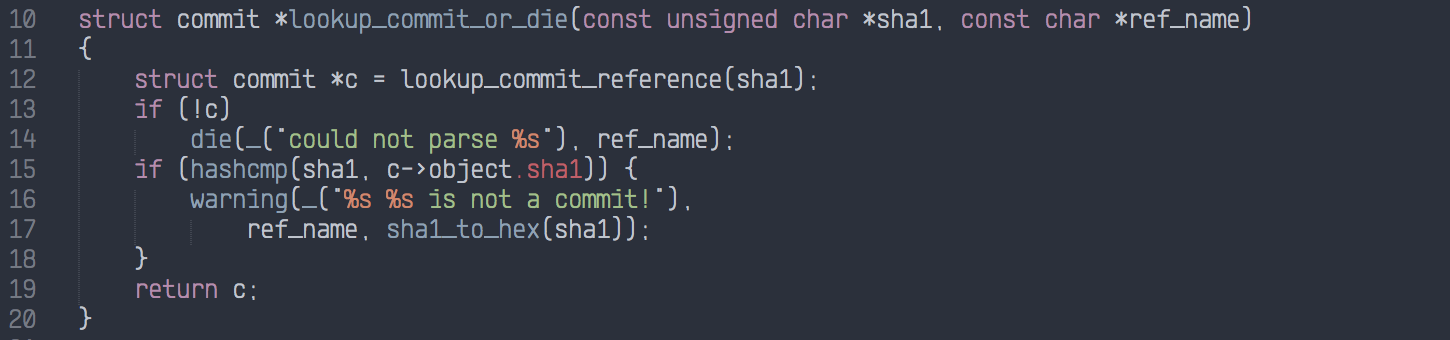 10 struct commit *lookup_commit_or_die(const unsigned char *sha1, const char *ref_name)
11 {
12     struct commit *c = lookup_commit_reference(sha1);
13     if (!c)
14         die(_("could not parse %s"), ref_name);
15     if (hashcmp(sha1, c->object.sha1)) {
16         warning(_("%s %s is not a commit!"),
17             ref_name, sha1_to_hex(sha1));
18     }
19     return c;
20 }